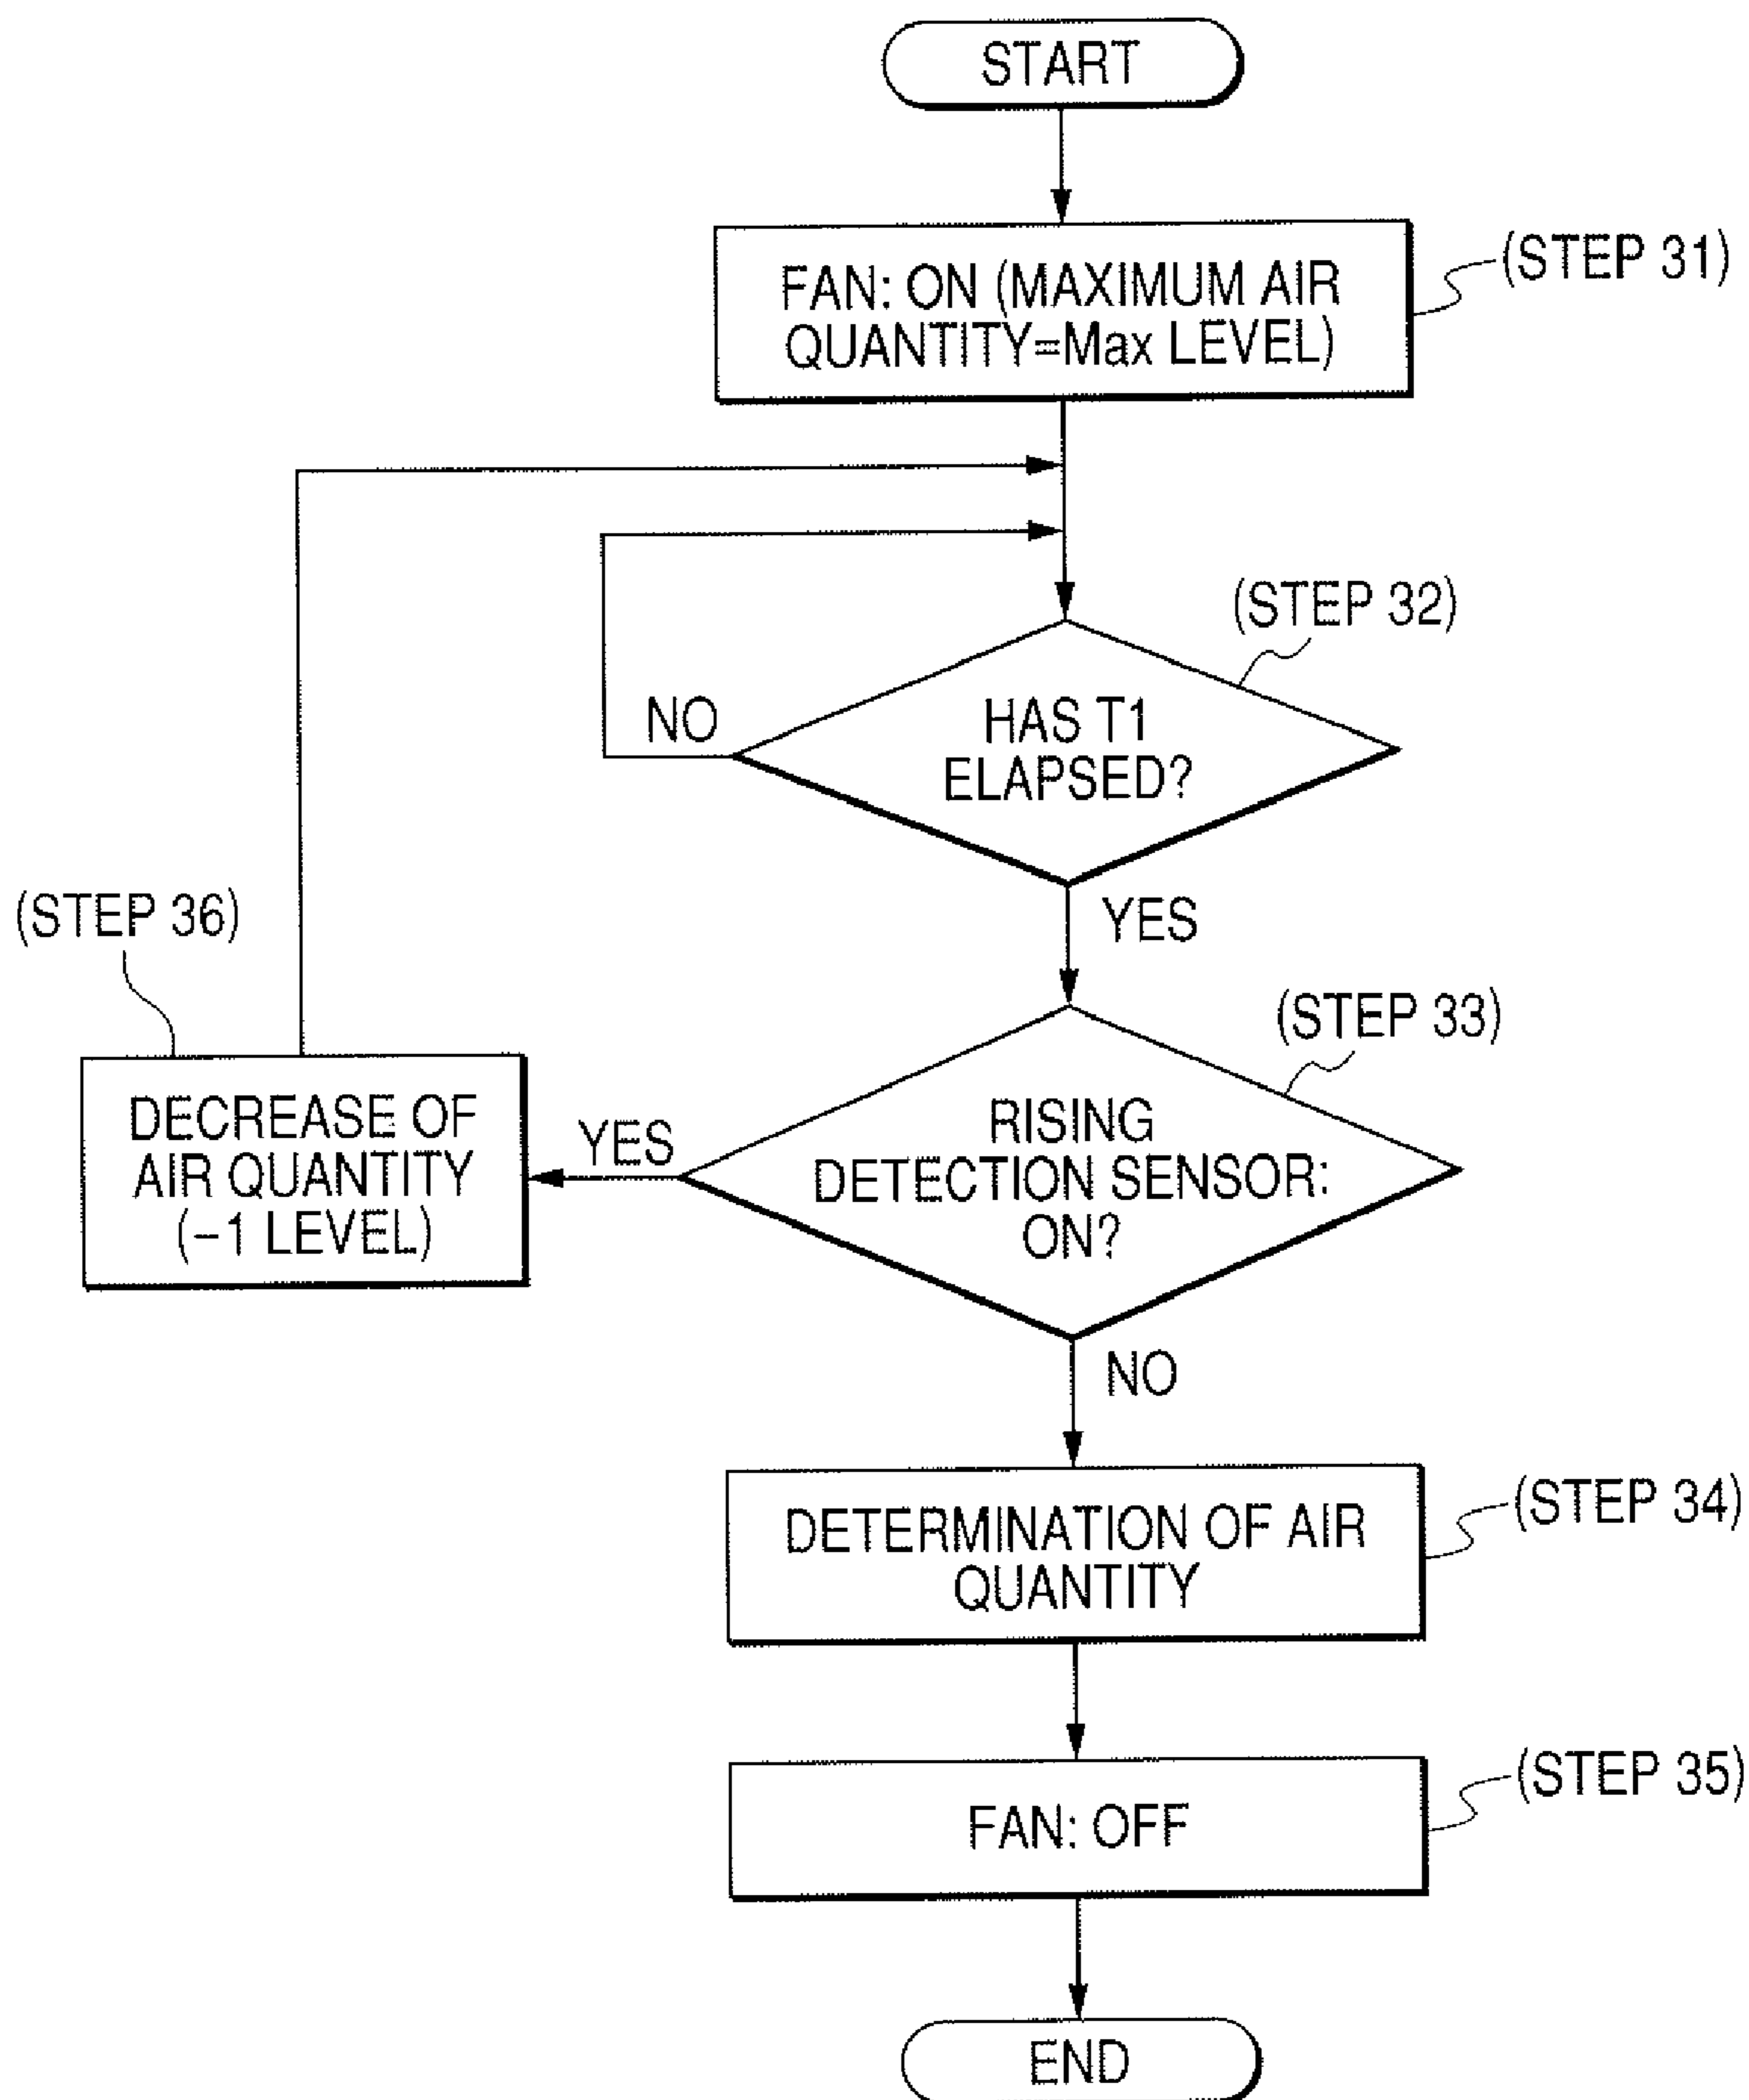 START
FAN: ON (MAXIMUM AIR
QUANTITY=Max LEVEL)
(STEP 31)
(STEP 32)
HAS T1
ELAPSED?
NO
YES
(STEP 36)
(STEP 33)
DECREASE OF
AIR QUANTITY
(−1 LEVEL)
YES
RISING
DETECTION SENSOR:
ON?
NO
DETERMINATION OF AIR
QUANTITY
(STEP 34)
FAN: OFF
(STEP 35)
END